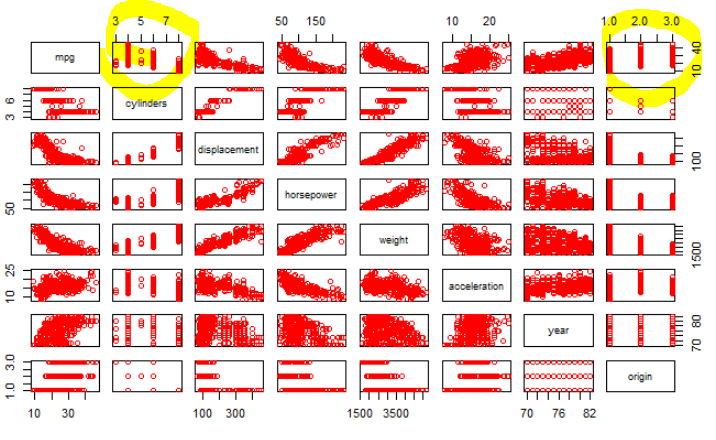 3 5 7 50 150 10 20 1.0 2.0 3.0
mpg 10 40
3 6 cylinders
displacement 100
50 horsepower
weight 1500
10 25 acceleration
year 70 80
1.0 3.0 origin
10 30 100 300 1500 3500 70 76 82